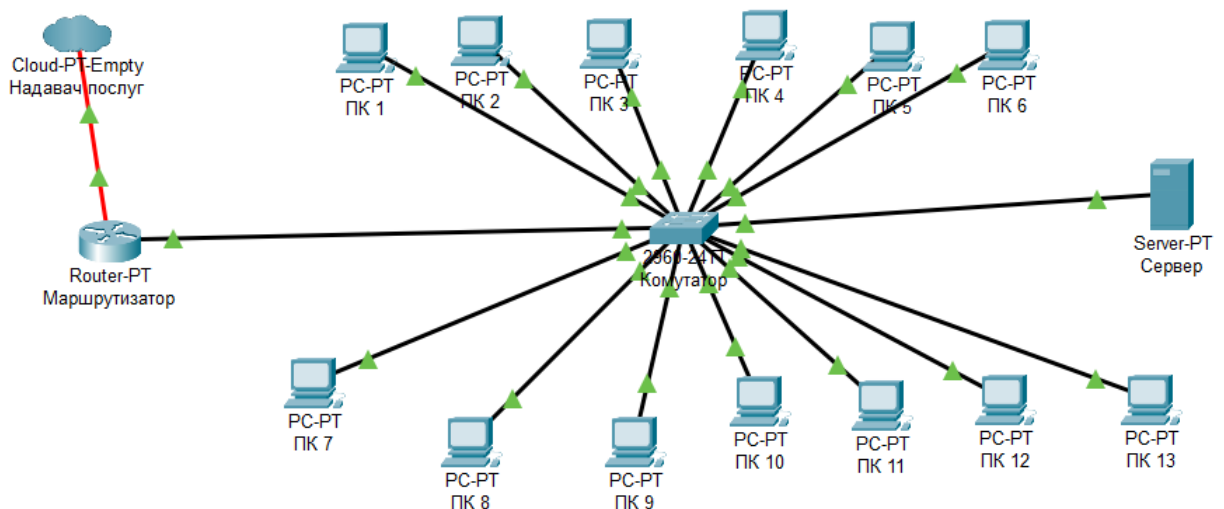 Cloud-PT-Empty
Надавач послуг
PC-PT
ПК 1
PC-PT
ПК 2
PC-PT
ПК 3
PC-PT
ПК 4
PC-PT
ПК 5
PC-PT
ПК 6
Router-PT
Маршрутизатор
2960-24TT
Комутатор
Server-PT
Сервер
PC-PT
ПК 7
PC-PT
ПК 8
PC-PT
ПК 9
PC-PT
ПК 10
PC-PT
ПК 11
PC-PT
ПК 12
PC-PT
ПК 13